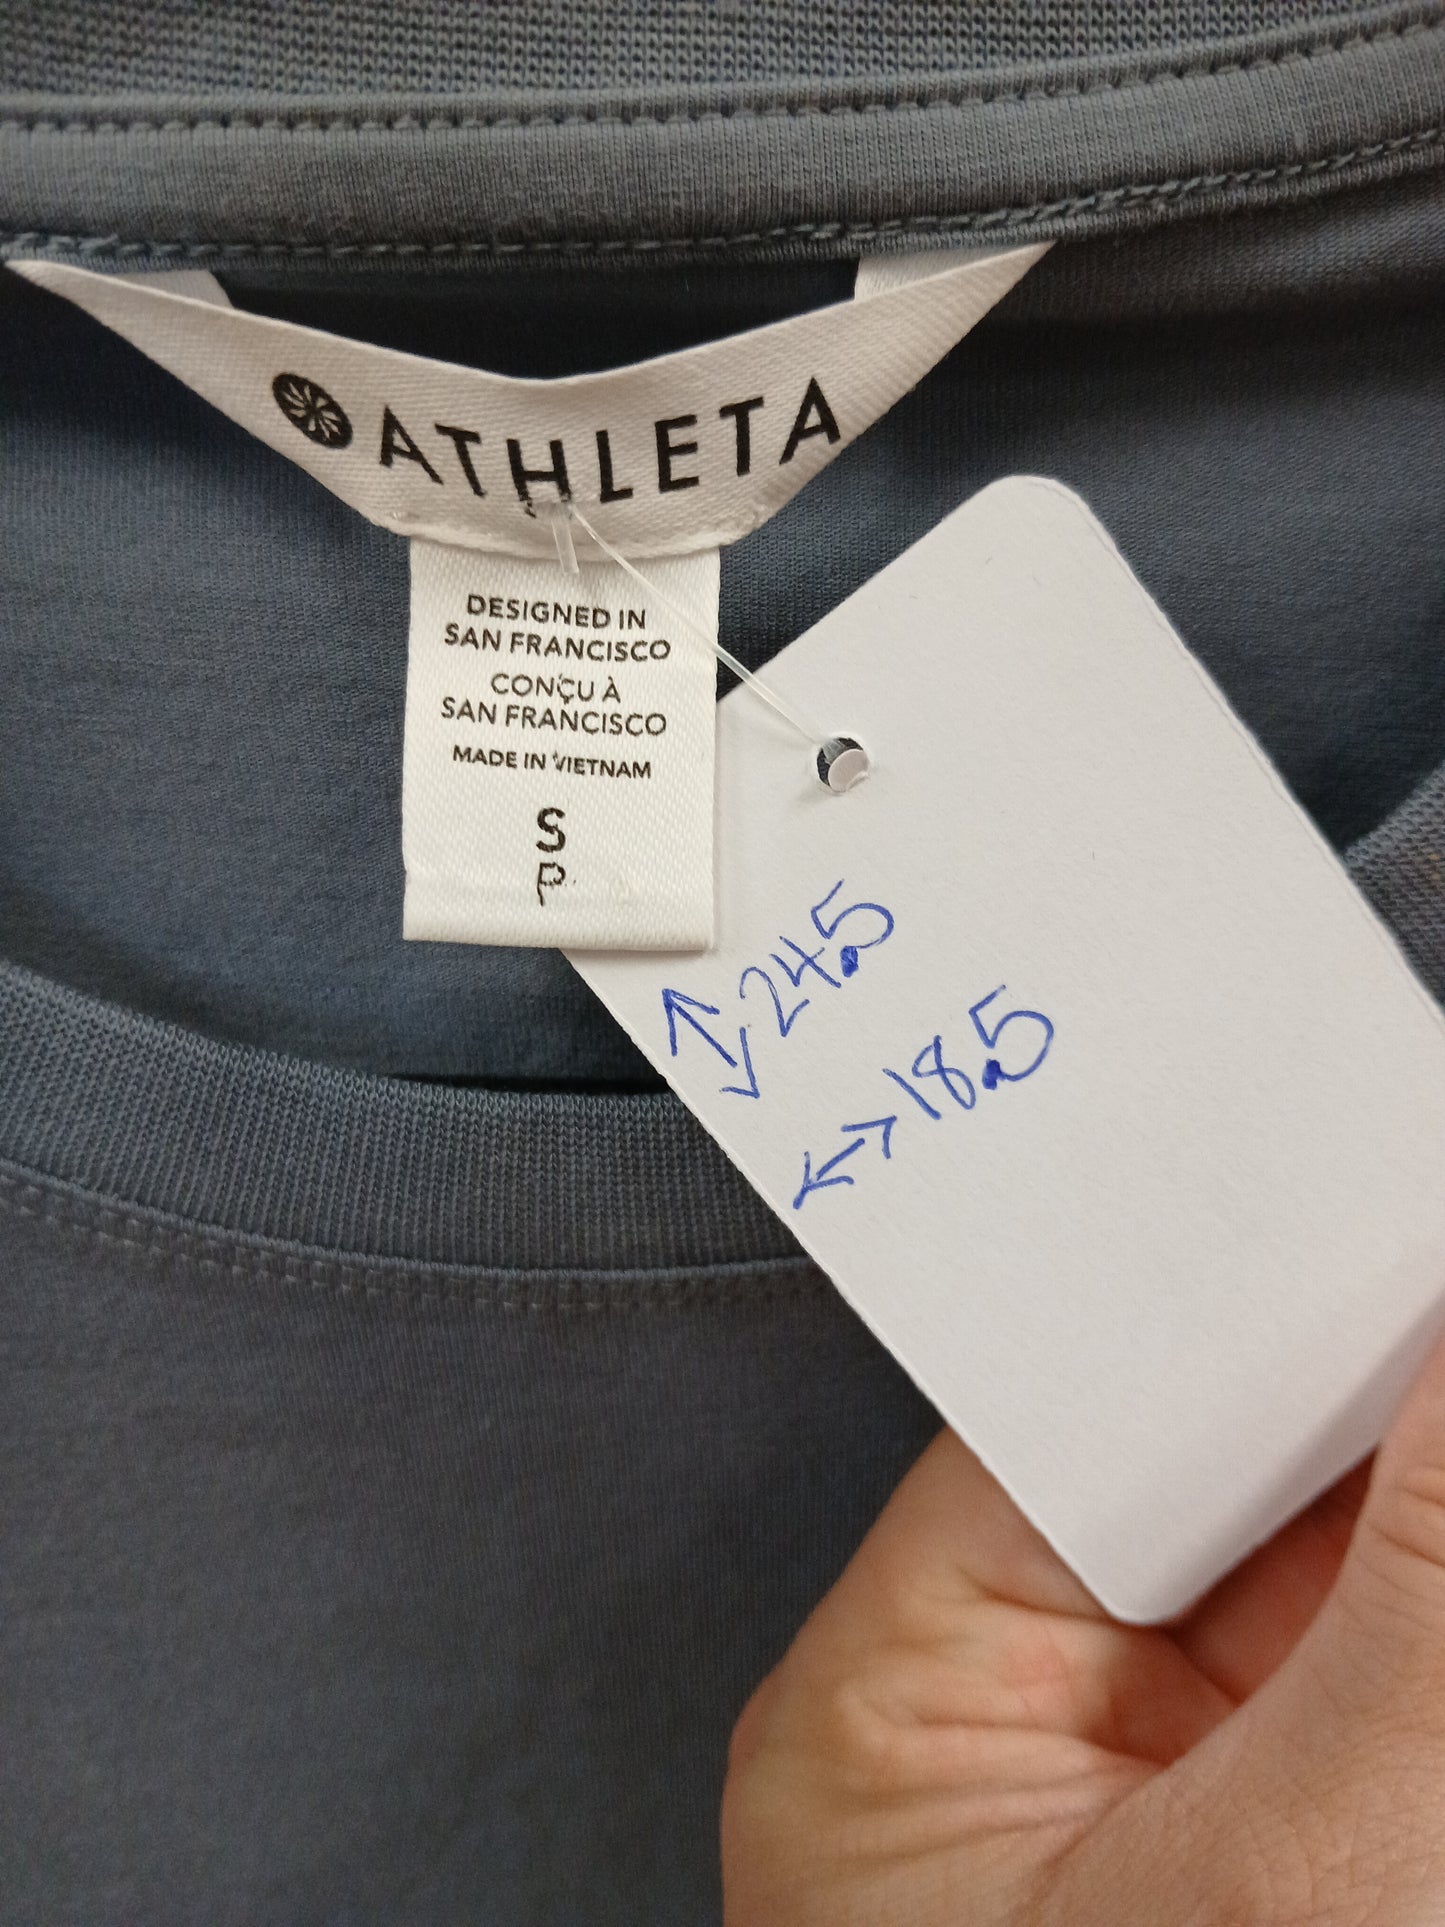 ATHLETA
DESIGNED IN
SAN FRANCISCO
CONÇU À
SAN FRANCISCO
MADE IN VIETNAM
S
P
↕ 24.5
↔ 18.5